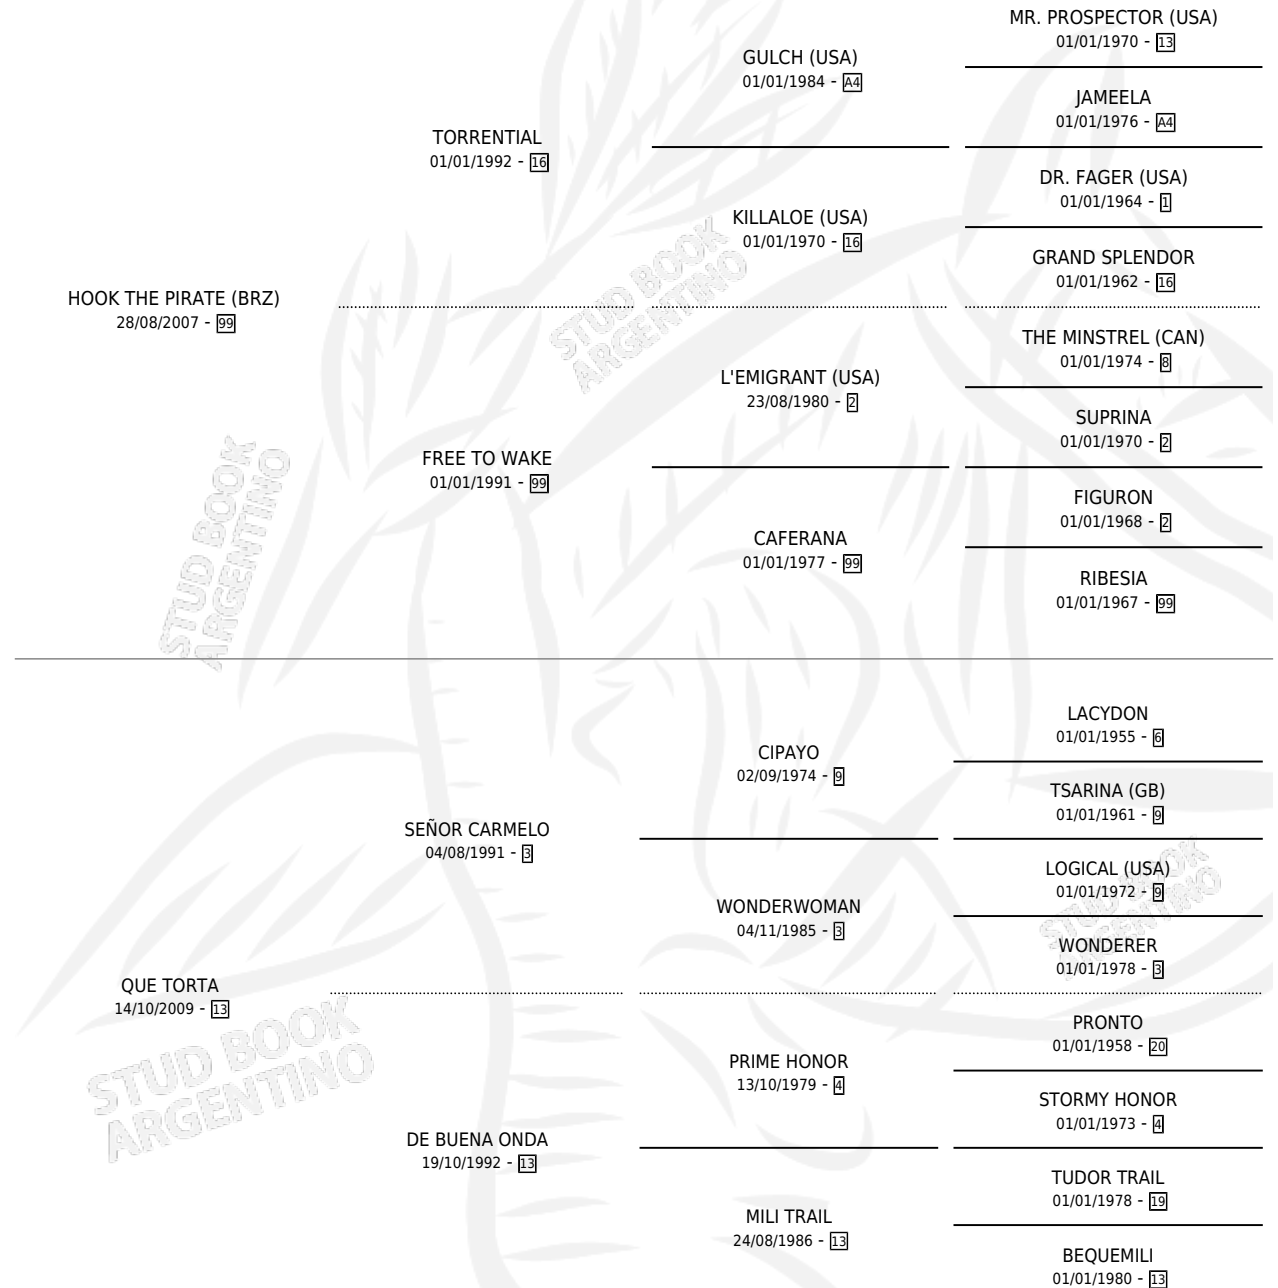 MR. PROSPECTOR (USA)
01/01/1970 - 13
GULCH (USA)
01/01/1984 - A4
JAMEELA
01/01/1976 - A4
TORRENTIAL
01/01/1992 - 16
DR. FAGER (USA)
01/01/1964 - 1
KILLALOE (USA)
01/01/1970 - 16
GRAND SPLENDOR
01/01/1962 - 16
HOOK THE PIRATE (BRZ)
28/08/2007 - 99
STUD BOOK
ARGENTINO
THE MINSTREL (CAN)
01/01/1974 - 8
L'EMIGRANT (USA)
23/08/1980 - 2
SUPRINA
01/01/1970 - 2
FREE TO WAKE
01/01/1991 - 99
FIGURON
01/01/1968 - 2
CAFERANA
01/01/1977 - 99
RIBESIA
01/01/1967 - 99
STUD BOOK
ARGENTINO
LACYDON
01/01/1955 - 6
CIPAYO
02/09/1974 - 9
TSARINA (GB)
01/01/1961 - 9
SEÑOR CARMELO
04/08/1991 - 3
LOGICAL (USA)
01/01/1972 - 9
WONDERWOMAN
04/11/1985 - 3
WONDERER
01/01/1978 - 3
STUD BOOK
ARGENTINO
QUE TORTA
14/10/2009 - 13
STUD BOOK
ARGENTINO
PRONTO
01/01/1958 - 20
PRIME HONOR
13/10/1979 - 4
STORMY HONOR
01/01/1973 - 4
DE BUENA ONDA
19/10/1992 - 13
TUDOR TRAIL
01/01/1978 - 19
MILI TRAIL
24/08/1986 - 13
BEQUEMILI
01/01/1980 - 13